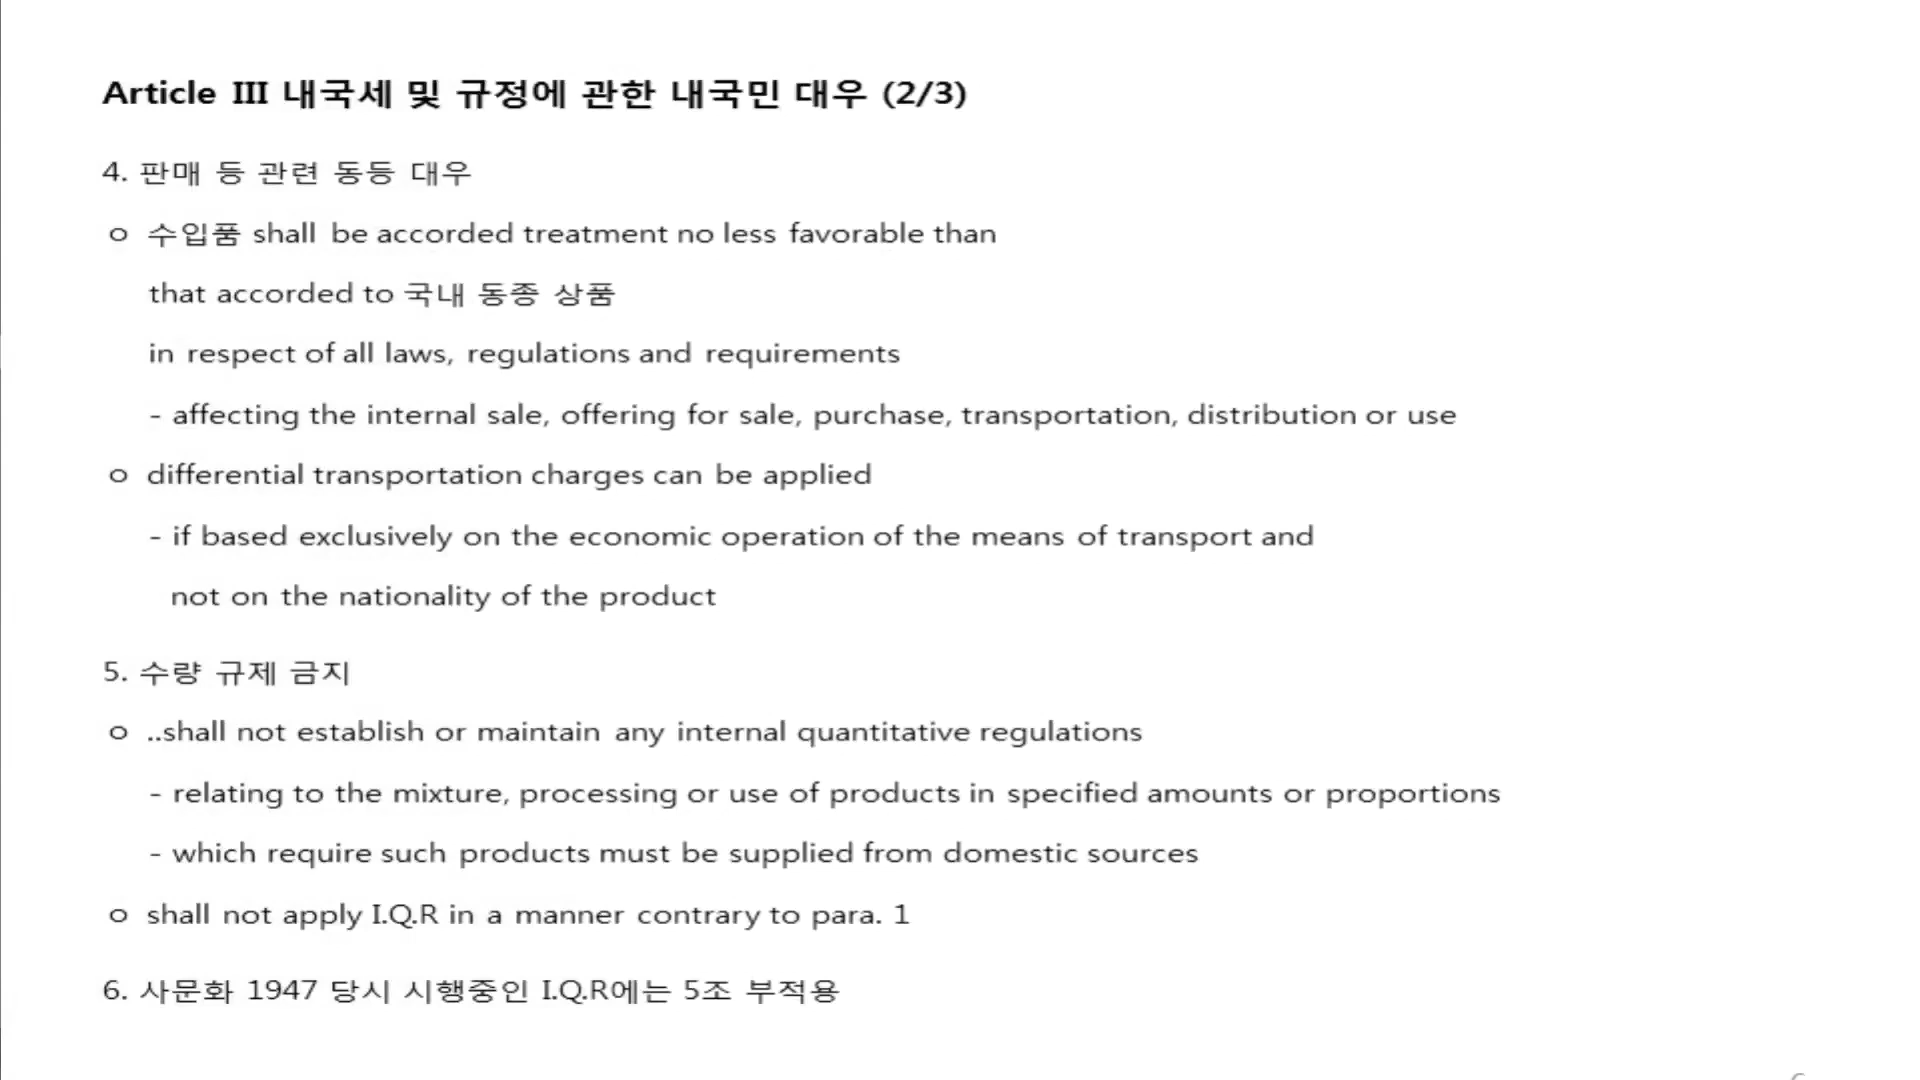 Article III 내국세 및 규정에 관한 내국민 대우 (2/3)
4. 판매 등 관련 동등 대우
o 수입품 shall be accorded treatment no less favorable than
that accorded to 국내 동종 상품
in respect of all laws, regulations and requirements
- affecting the internal sale, offering for sale, purchase, transportation, distribution or use
o differential transportation charges can be applied
- if based exclusively on the economic operation of the means of transport and
not on the nationality of the product
5. 수량 규제 금지
o ..shall not establish or maintain any internal quantitative regulations
- relating to the mixture, processing or use of products in specified amounts or proportions
- which require such products must be supplied from domestic sources
o shall not apply I.Q.R in a manner contrary to para. 1
6. 사문화 1947 당시 시행중인 I.Q.R에는 5조 부적용